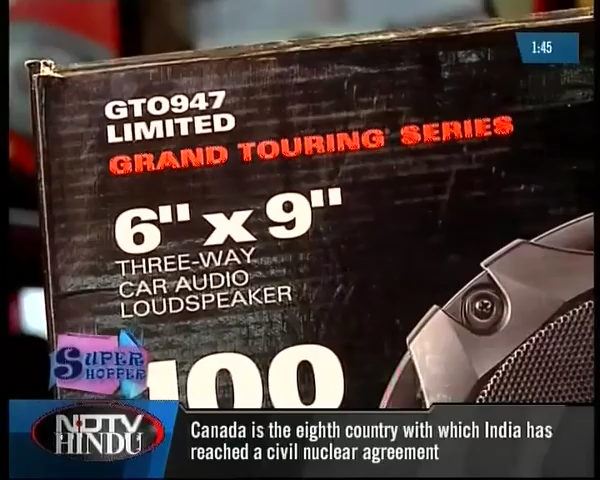 1:45
GTO947
LIMITED
GRAND TOURING SERIES
6" x 9"
THREE-WAY
CAR AUDIO
LOUDSPEAKER
100
SUPER
SHOPPER
NDTV
HINDU
Canada is the eighth country with which India has
reached a civil nuclear agreement